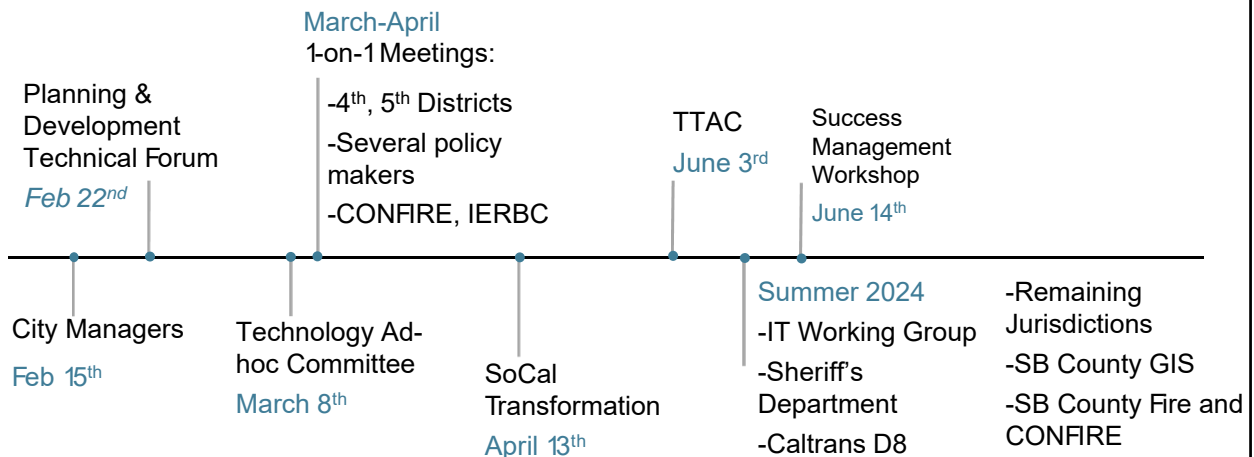 March-April
1-on-1 Meetings:
-4th, 5th Districts
-Several policy
makers
-CONFIRE, IERBC
Planning &
Development
Technical Forum
Feb 22nd
TTAC
June 3rd
Success
Management
Workshop
June 14th
City Managers
Feb 15th
Technology Ad-
hoc Committee
March 8th
SoCal
Transformation
April 13th
Summer 2024
-IT Working Group
-Sheriff's
Department
-Caltrans D8
-Remaining
Jurisdictions
-SB County GIS
-SB County Fire and
CONFIRE